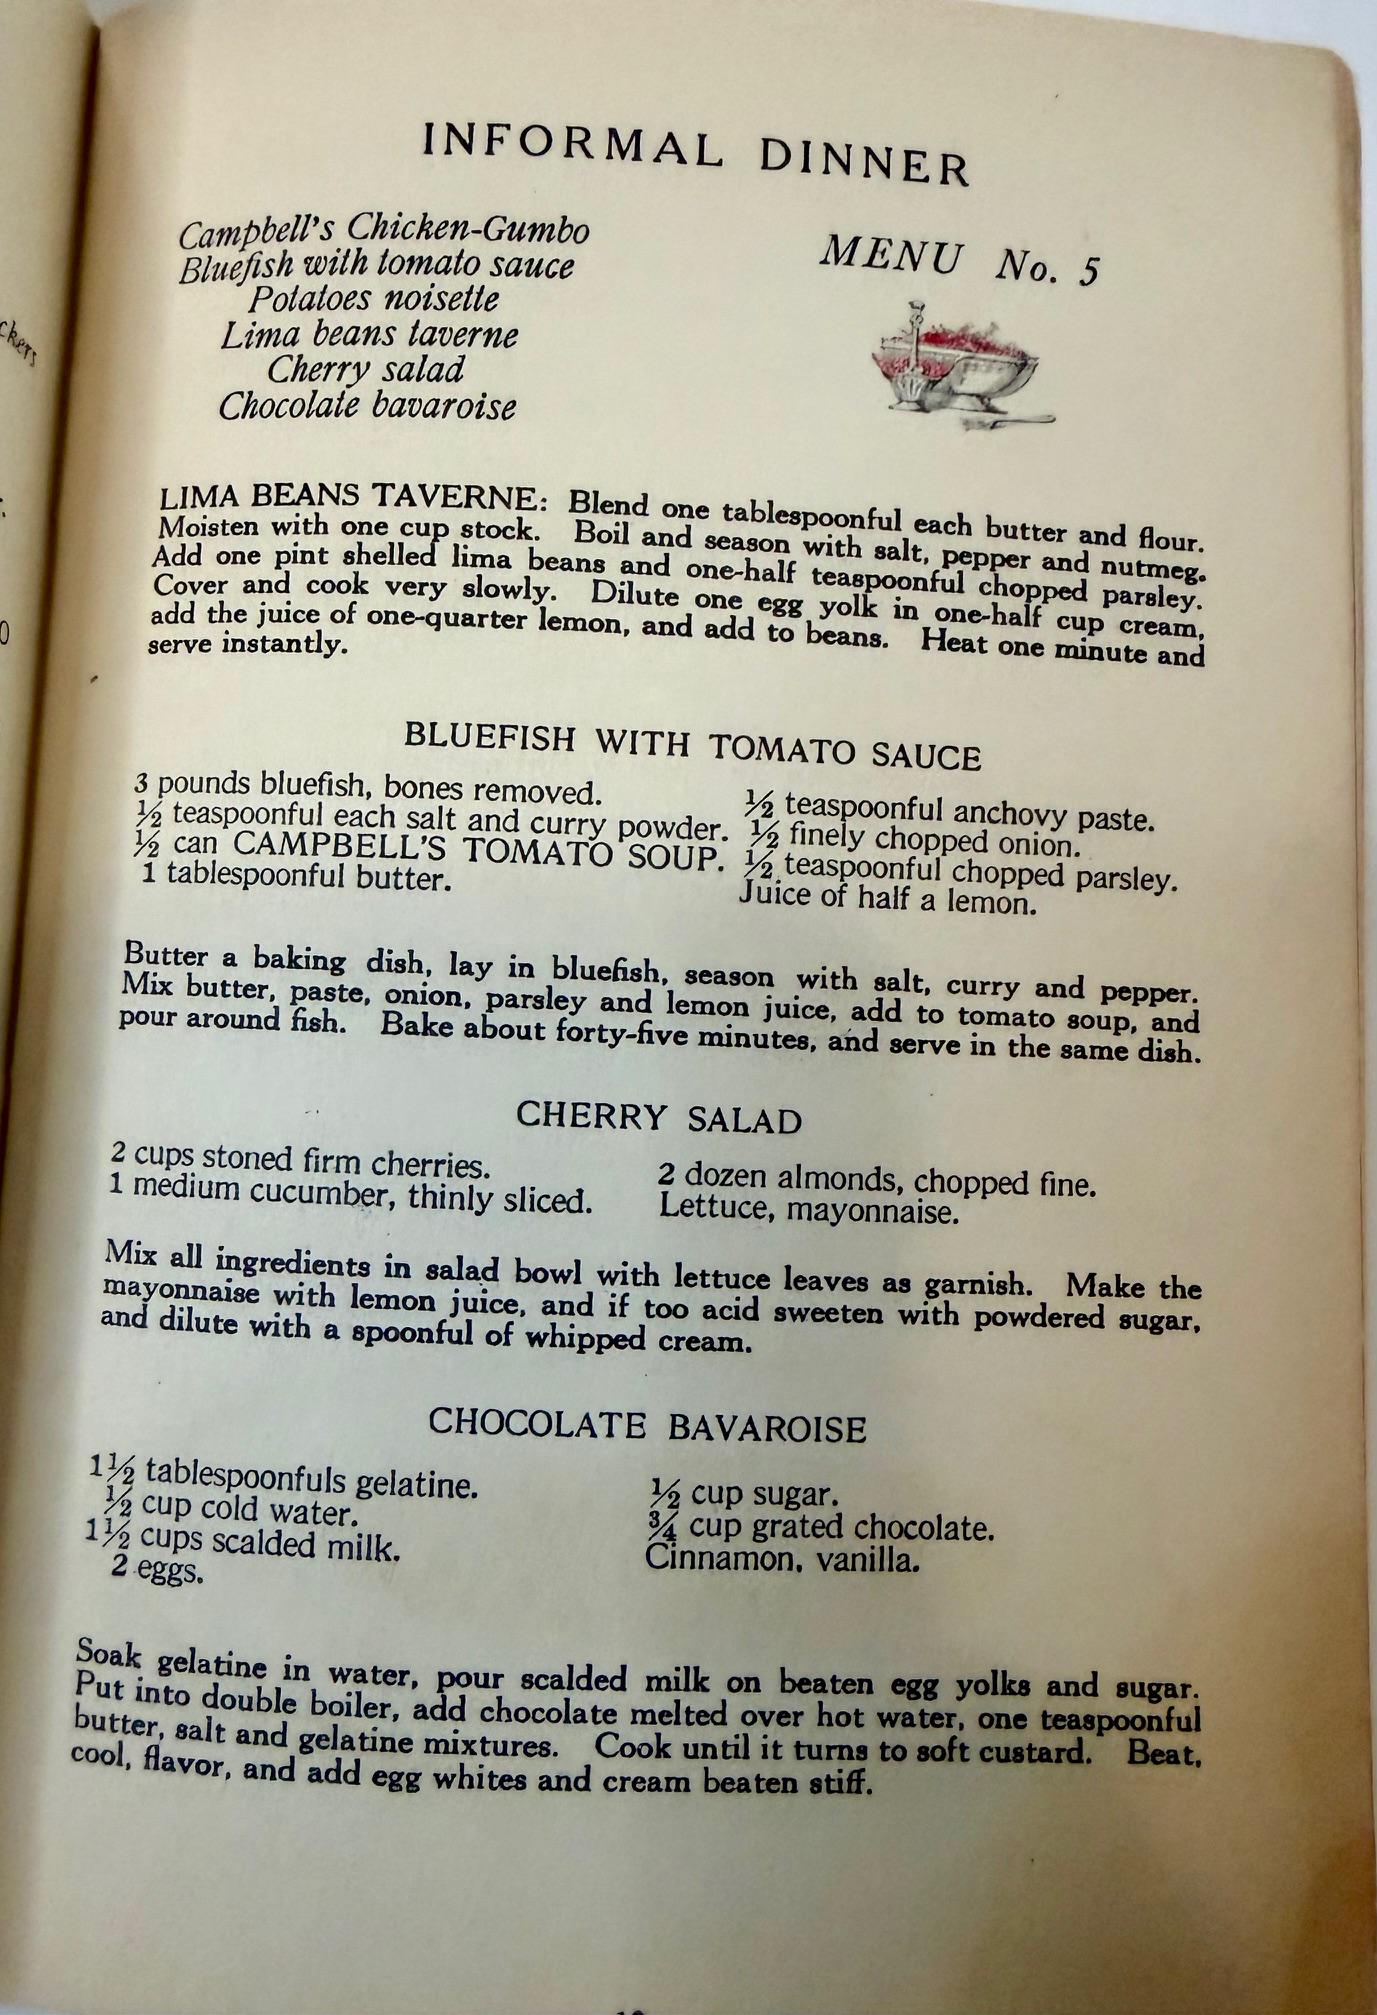 INFORMAL DINNER
Campbell's Chicken-Gumbo
Bluefish with tomato sauce
Potatoes noisette
Lima beans taverne
Cherry salad
Chocolate bavaroise
MENU No. 5
LIMA BEANS TAVERNE: Blend one tablespoonful each butter and flour.
Moisten with one cup stock. Boil and season with salt, pepper and nutmeg.
Add one pint shelled lima beans and one-half teaspoonful chopped parsley.
Cover and cook very slowly. Dilute one egg yolk in one-half cup cream,
add the juice of one-quarter lemon, and add to beans. Heat one minute and
serve instantly.
BLUEFISH WITH TOMATO SAUCE
3 pounds bluefish, bones removed.
½ teaspoonful each salt and curry powder.
½ can CAMPBELL'S TOMATO SOUP.
1 tablespoonful butter.
½ teaspoonful anchovy paste.
½ finely chopped onion.
½ teaspoonful chopped parsley.
Juice of half a lemon.
Butter a baking dish, lay in bluefish, season with salt, curry and pepper.
Mix butter, paste, onion, parsley and lemon juice, add to tomato soup, and
pour around fish. Bake about forty-five minutes, and serve in the same dish.
CHERRY SALAD
2 cups stoned firm cherries.
1 medium cucumber, thinly sliced.
2 dozen almonds, chopped fine.
Lettuce, mayonnaise.
Mix all ingredients in salad bowl with lettuce leaves as garnish. Make the
mayonnaise with lemon juice, and if too acid sweeten with powdered sugar,
and dilute with a spoonful of whipped cream.
CHOCOLATE BAVAROISE
1½ tablespoonfuls gelatine.
½ cup cold water.
1½ cups scalded milk.
2 eggs.
½ cup sugar.
¾ cup grated chocolate.
Cinnamon, vanilla.
Soak gelatine in water, pour scalded milk on beaten egg yolks and sugar.
Put into double boiler, add chocolate melted over hot water, one teaspoonful
butter, salt and gelatine mixtures. Cook until it turns to soft custard. Beat,
cool, flavor, and add egg whites and cream beaten stiff.